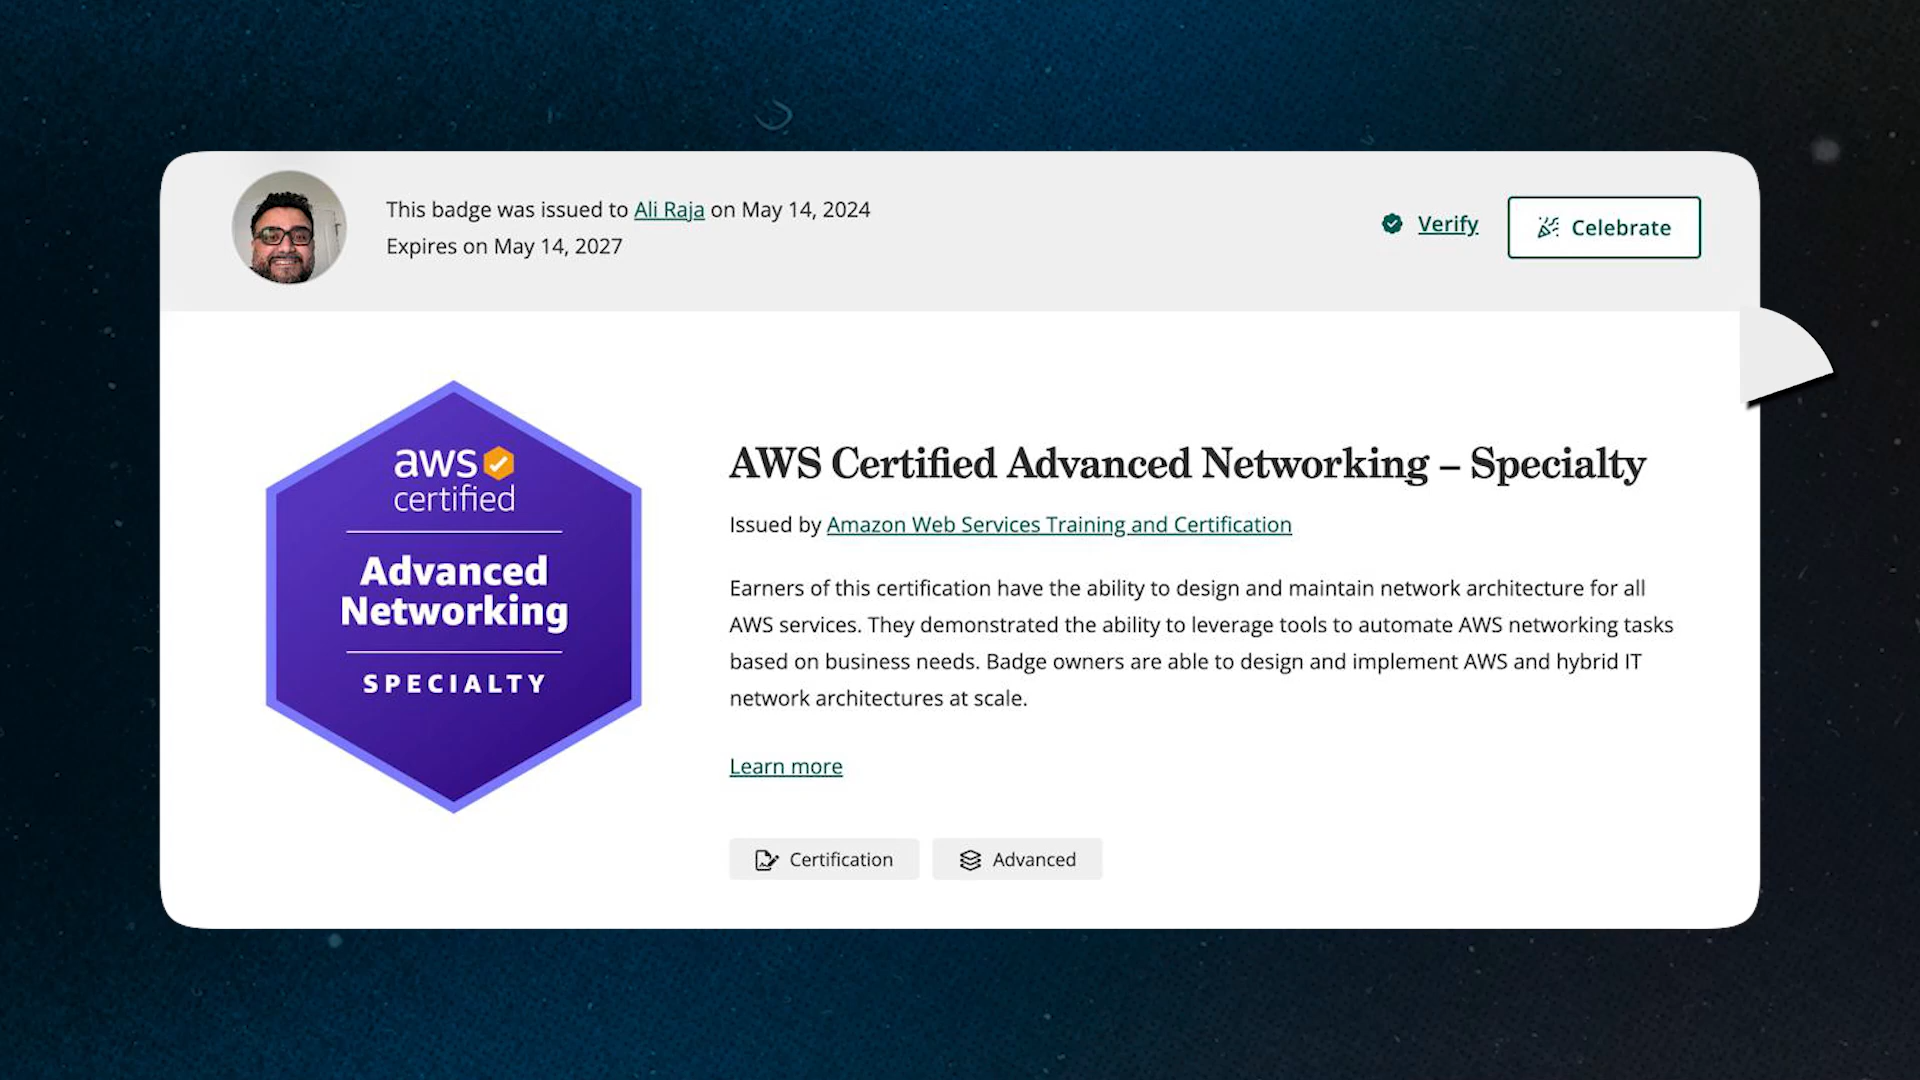 This badge was issued to Ali Raja on May 14, 2024
Expires on May 14, 2027
Verify
Celebrate
aws
certified
Advanced
Networking
SPECIALTY
AWS Certified Advanced Networking – Specialty
Issued by Amazon Web Services Training and Certification
Earners of this certification have the ability to design and maintain network architecture for all
AWS services. They demonstrated the ability to leverage tools to automate AWS networking tasks
based on business needs. Badge owners are able to design and implement AWS and hybrid IT
network architectures at scale.
Learn more
Certification
Advanced